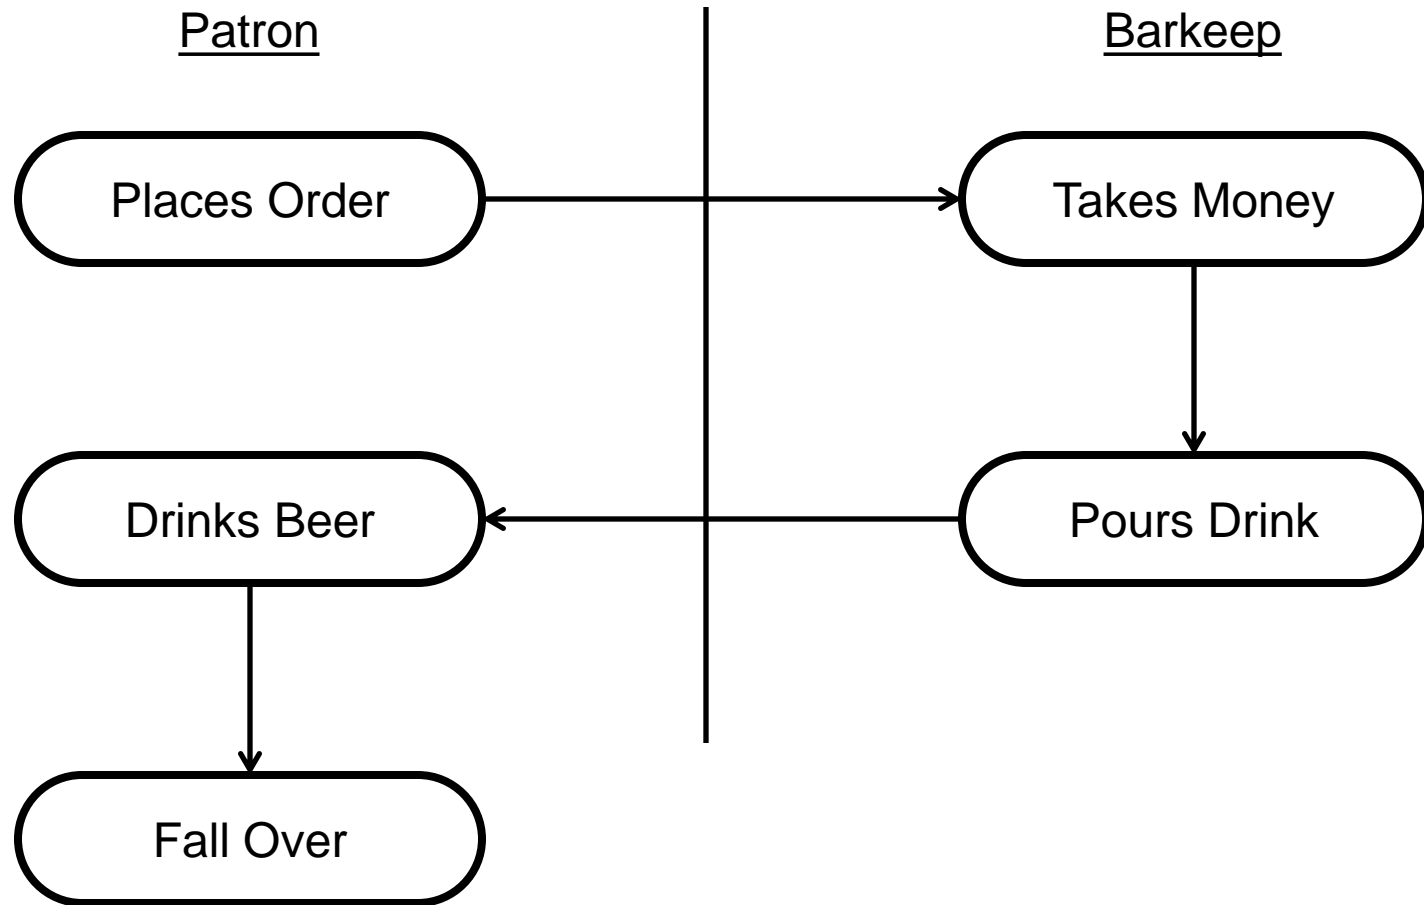 Patron
Barkeep
Places Order
Takes Money
Drinks Beer
Pours Drink
Fall Over